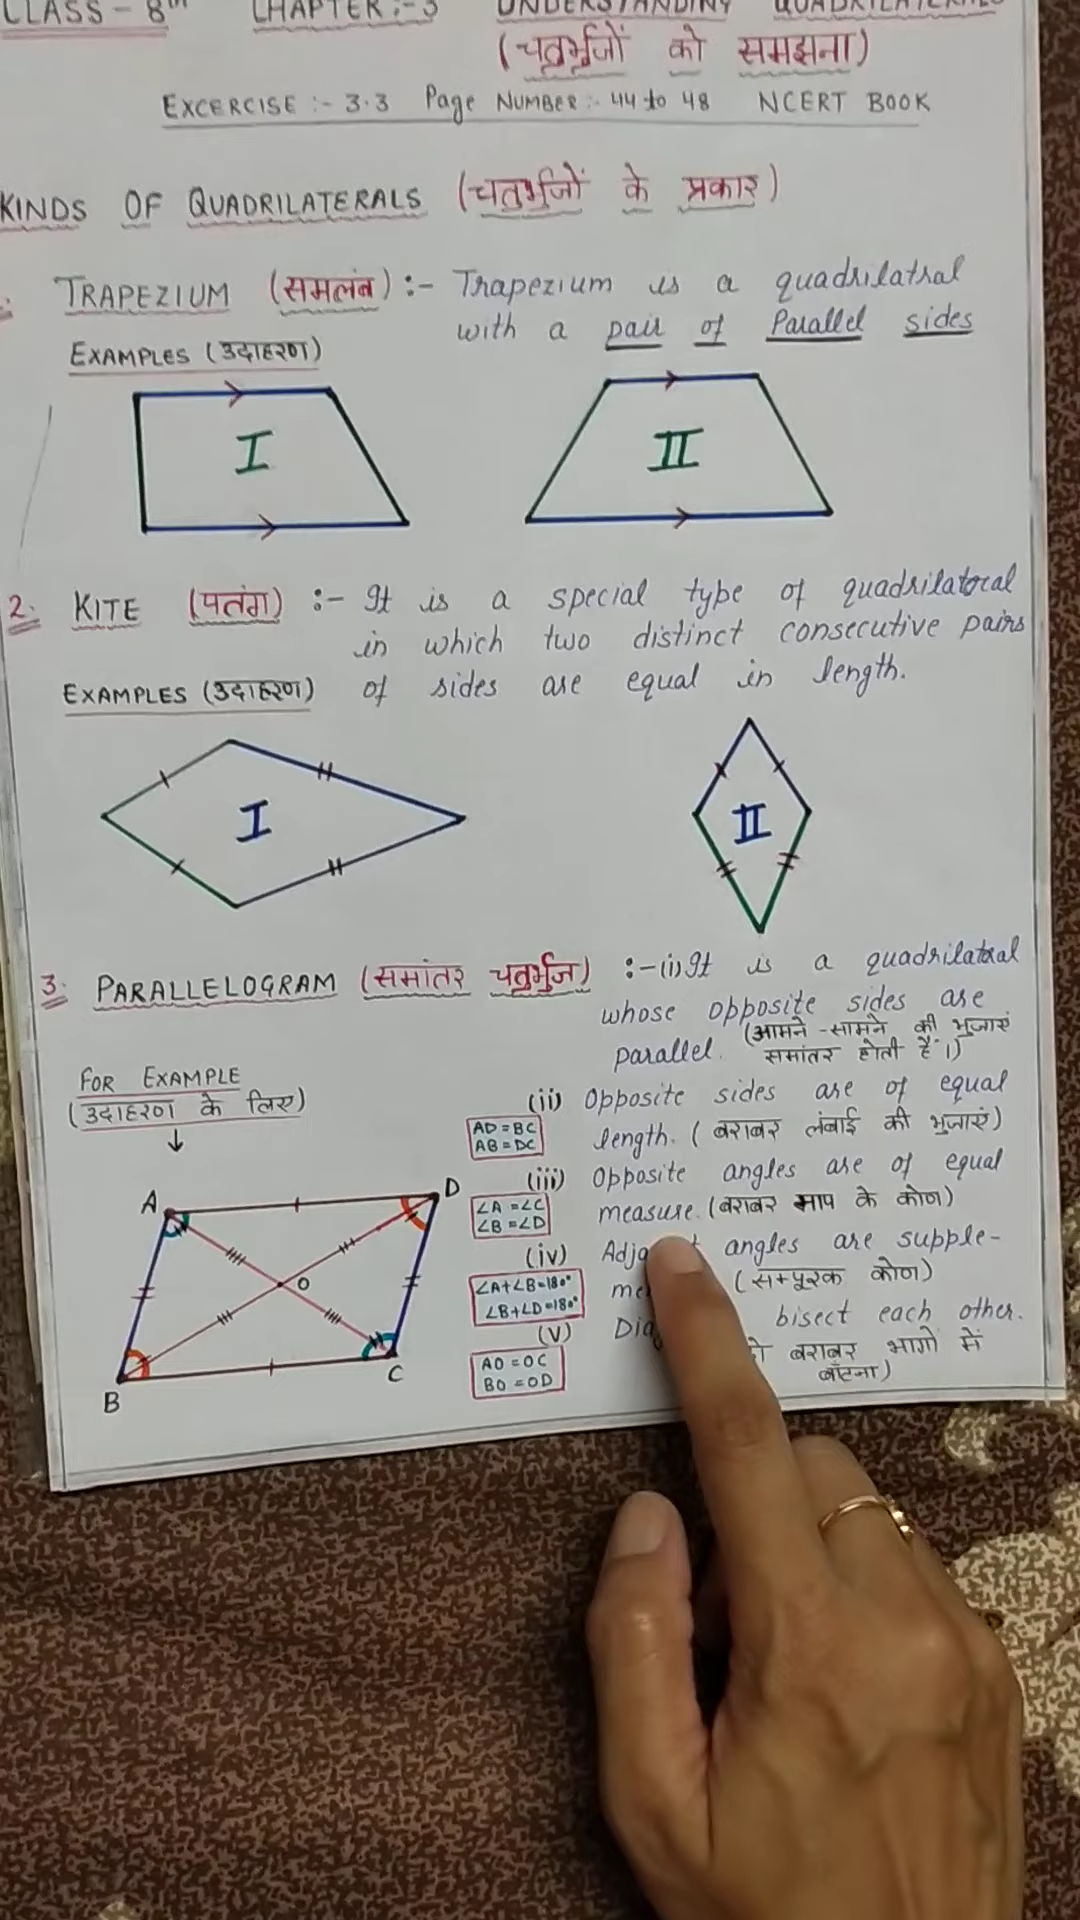 CLASS - 8th CHAPTER :- 3 UNDERSTANDING QUADRILATERALS
(चतुर्भुजों को समझना)
EXCERCISE :- 3.3 Page NUMBER :- 44 to 48 NCERT BOOK
KINDS OF QUADRILATERALS (चतुर्भुजों के प्रकार)
TRAPEZIUM (समलंब) :- Trapezium is a quadrilatral
with a pair of Parallel sides
EXAMPLES (उदाहरण)
I II
2. KITE (पतंग) :- It is a special type of quadrilatoral
in which two distinct consecutive pairs
EXAMPLES (उदाहरण) of sides are equal in length.
I II
3. PARALLELOGRAM (समांतर चतुर्भुज) :- (i) It is a quadrilatral
whose opposite sides are
parallel. (आमने -सामने की भुजाएं
समांतर होती हैं।)
FOR EXAMPLE
(उदाहरण के लिए)
(ii) Opposite sides are of equal
length. (बराबर लंबाई की भुजाएं)
AD = BC
AB = DC
(iii) Opposite angles are of equal
measure. (बराबर माप के कोण)
∠A = ∠C
∠B = ∠D
(iv) angles are supple-
(सम्पूरक कोण)
∠A+∠B=180°
∠B+∠D=180°
(v) bisect each other.
बराबर भागों में
बाँटना)
AO = OC
BO = OD
A D
O
B C